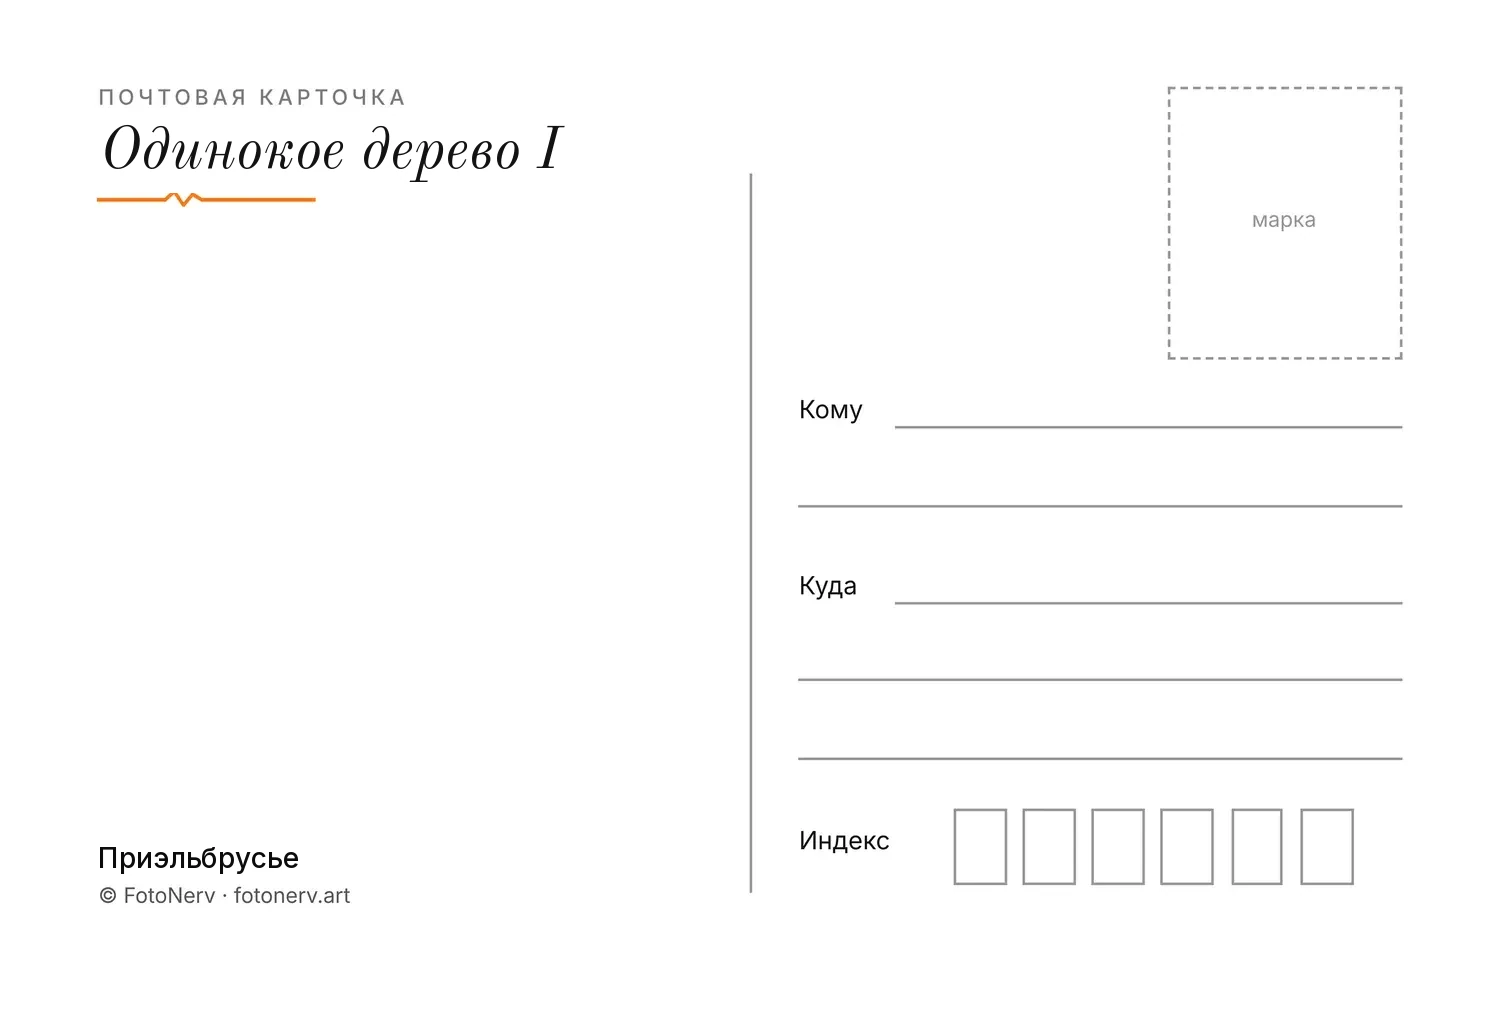 ПОЧТОВАЯ КАРТОЧКА
Одинокое дерево I
марка
Кому
Куда
Индекс
Приэльбрусье
© FotoNerv · fotonerv.art